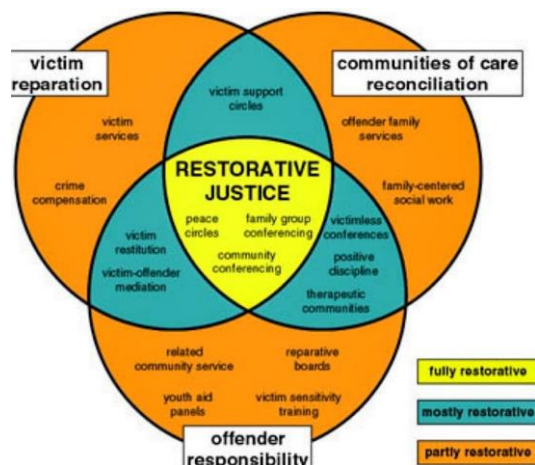 victim
reparation
communities of care
reconciliation
victim support
circles
victim
services
offender family
services
crime
compensation
family-centered
social work
RESTORATIVE
JUSTICE
peace
circles
family group
conferencing
community
conferencing
victim
restitution
victim-offender
mediation
victimless
conferences
positive
discipline
therapeutic
communities
related
community service
reparative
boards
youth aid
panels
victim sensitivity
training
offender
responsibility
fully restorative
mostly restorative
partly restorative